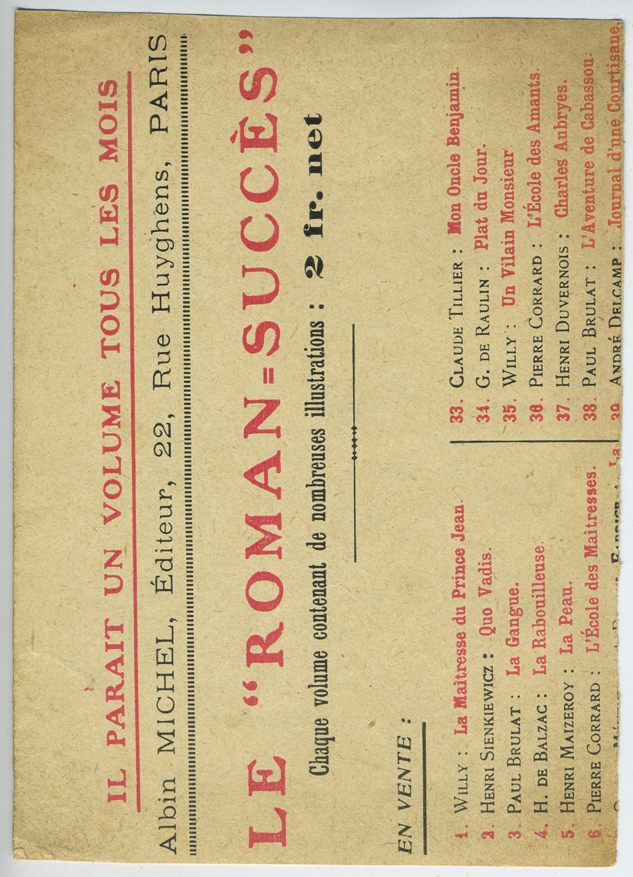 IL PARAIT UN VOLUME TOUS LES MOIS
Albin MICHEL, Éditeur, 22, Rue Huyghens, PARIS
LE “ROMAN=SUCCÈS”
Chaque volume contenant de nombreuses illustrations : 2 fr. net
EN VENTE :
1. WILLY : La Maitresse du Prince Jean.
2. HENRI SIENKIEWICZ : Quo Vadis.
3. PAUL BRULAT : La Gangue.
4. H. DE BALZAC : La Rabouilleuse.
5. HENRI MAIZEROY : La Peau.
6. PIERRE CORRARD : L'École des Maitresses.
33. CLAUDE TILLIER : Mon Oncle Benjamin.
34. G. DE RAULIN : Plat du Jour.
35. WILLY : Un Vilain Monsieur
36. PIERRE CORRARD : L'École des Amants.
37. HENRI DUVERNOIS : Charles Aubryes.
38. PAUL BRULAT : L'Aventure de Cabassou.
39. ANDRÉ DELCAMP : Journal d'une Courtisane.